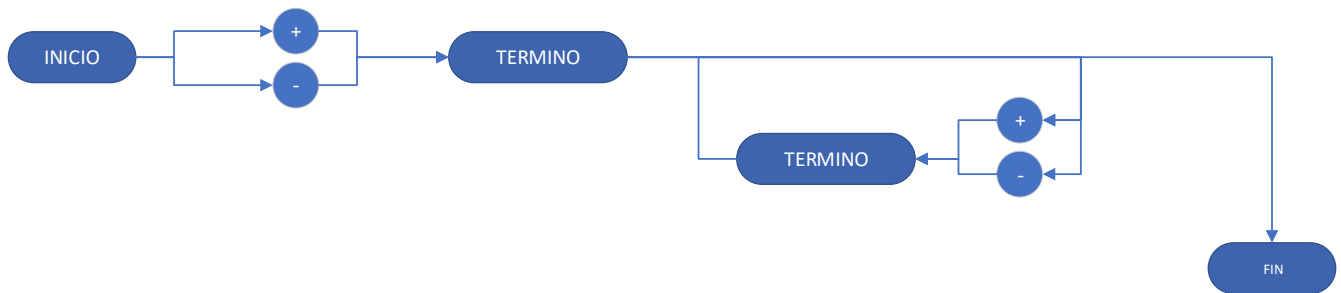 INICIO
+
-
TERMINO
TERMINO
+
-
FIN